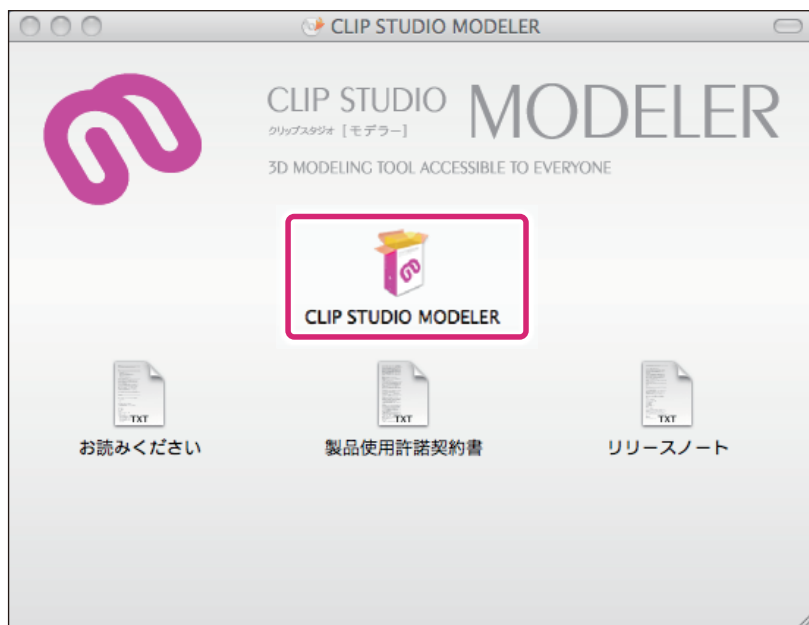 CLIP STUDIO MODELER
CLIP STUDIO MODELER
クリップスタジオ [モデラー]
3D MODELING TOOL ACCESSIBLE TO EVERYONE
CLIP STUDIO MODELER
TXT TXT TXT
お読みください 製品使用許諾契約書 リリースノート